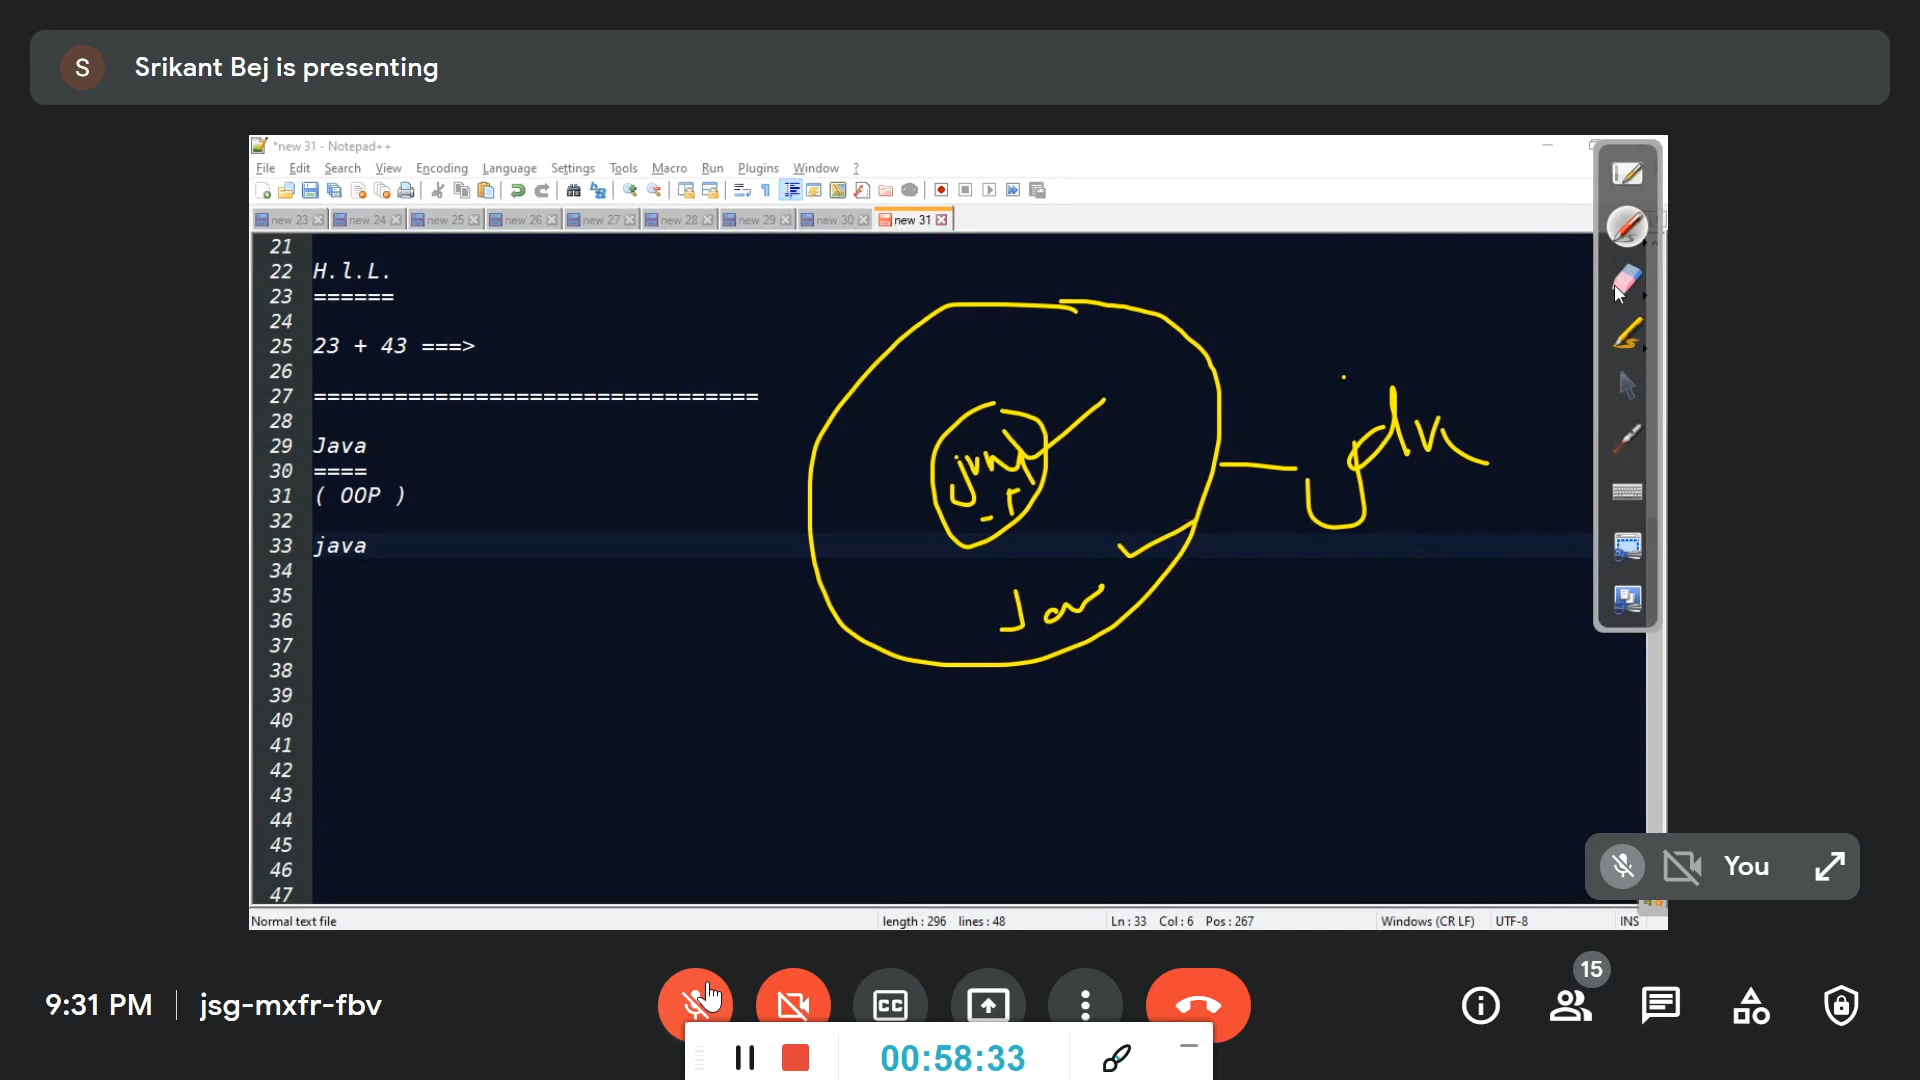 S Srikant Bej is presenting
*new 31 - Notepad++
File Edit Search View Encoding Language Settings Tools Macro Run Plugins Window ?
new 23 new 24 new 25 new 26 new 27 new 28 new 29 new 30 new 31
21
22 H.l.L.
23 ======
24
25 23 + 43 ===>
26
27 =================================
28
29 Java
30 ====
31 ( OOP )
32
33 java
34
35
36
37
38
39
40
41
42
43
44
45
46
47
jdk
You
Normal text file length : 296 lines : 48 Ln : 33 Col : 6 Pos : 267 Windows (CR LF) UTF-8 INS
9:31 PM jsg-mxfr-fbv CC 15
00:58:33